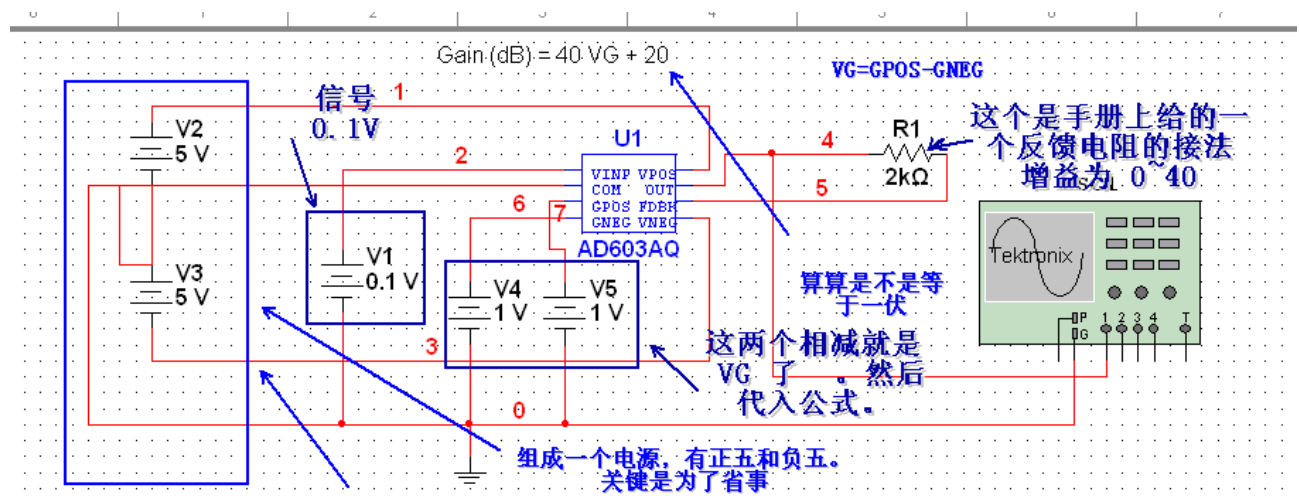 Gain (dB) = 40 VG + 20
VG=GPOS-GNEG
信号
0.1V
1
V2
5 V
2
U1
VINP VPOS
COM OUT
GPOS FDBK
GNEG VNEG
AD603AQ
4
R1
2kΩ
5
这个是手册上给的一
个反馈电阻的接法
增益为 0~40
6
7
V1
0.1 V
V3
5 V
V4
1 V
V5
1 V
3
0
Tektronix
P
G
1 2 3 4
T
算算是不是等
于一伏
这两个相减就是
VG 了 。然后
代入公式。
组成一个电源，有正五和负五。
关键是为了省事